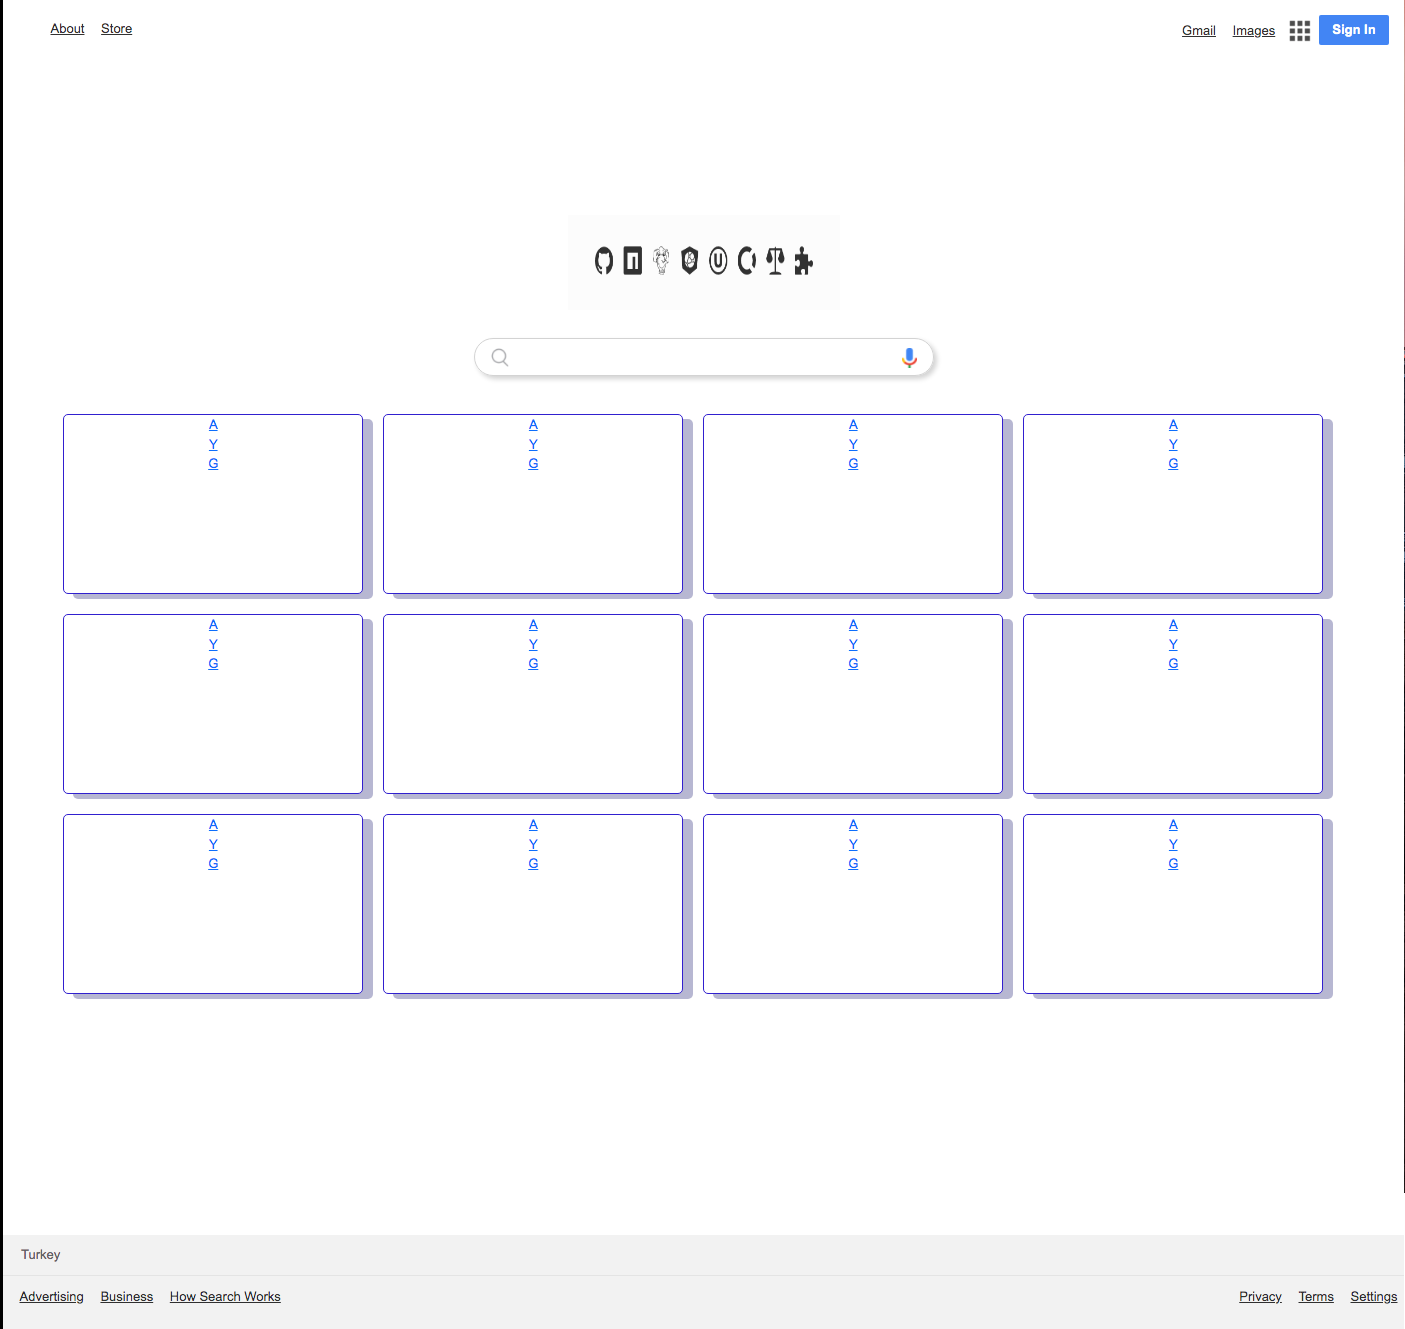 About Store Gmail Images Sign In
A A A A
Y Y Y Y
G G G G
A A A A
Y Y Y Y
G G G G
A A A A
Y Y Y Y
G G G G
Turkey
Advertising Business How Search Works Privacy Terms Settings